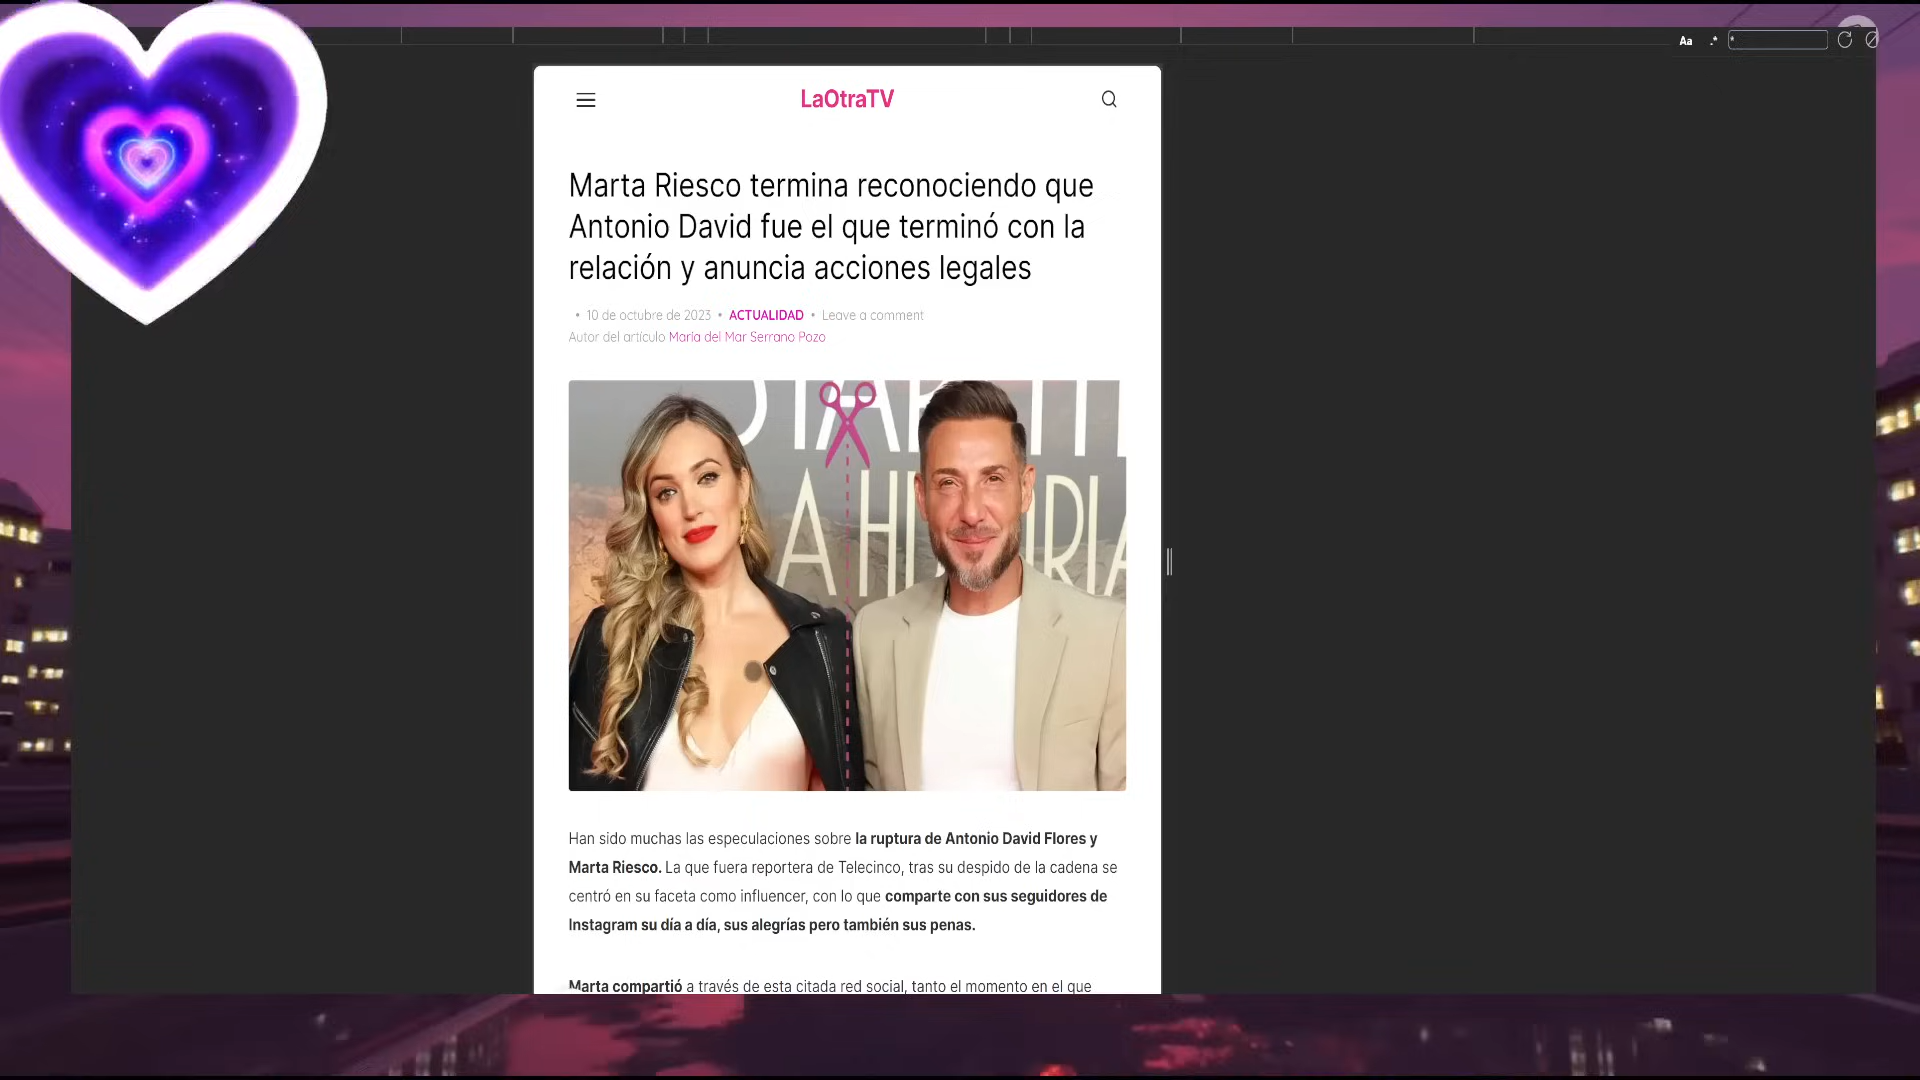 Aa .* *
LaOtraTV
Marta Riesco termina reconociendo que
Antonio David fue el que terminó con la
relación y anuncia acciones legales
• 10 de octubre de 2023 • ACTUALIDAD • Leave a comment
Autor del artículo María del Mar Serrano Pozo
A HI RIA
Han sido muchas las especulaciones sobre la ruptura de Antonio David Flores y
Marta Riesco. La que fuera reportera de Telecinco, tras su despido de la cadena se
centró en su faceta como influencer, con lo que comparte con sus seguidores de
Instagram su día a día, sus alegrías pero también sus penas.
Marta compartió a través de esta citada red social, tanto el momento en el que